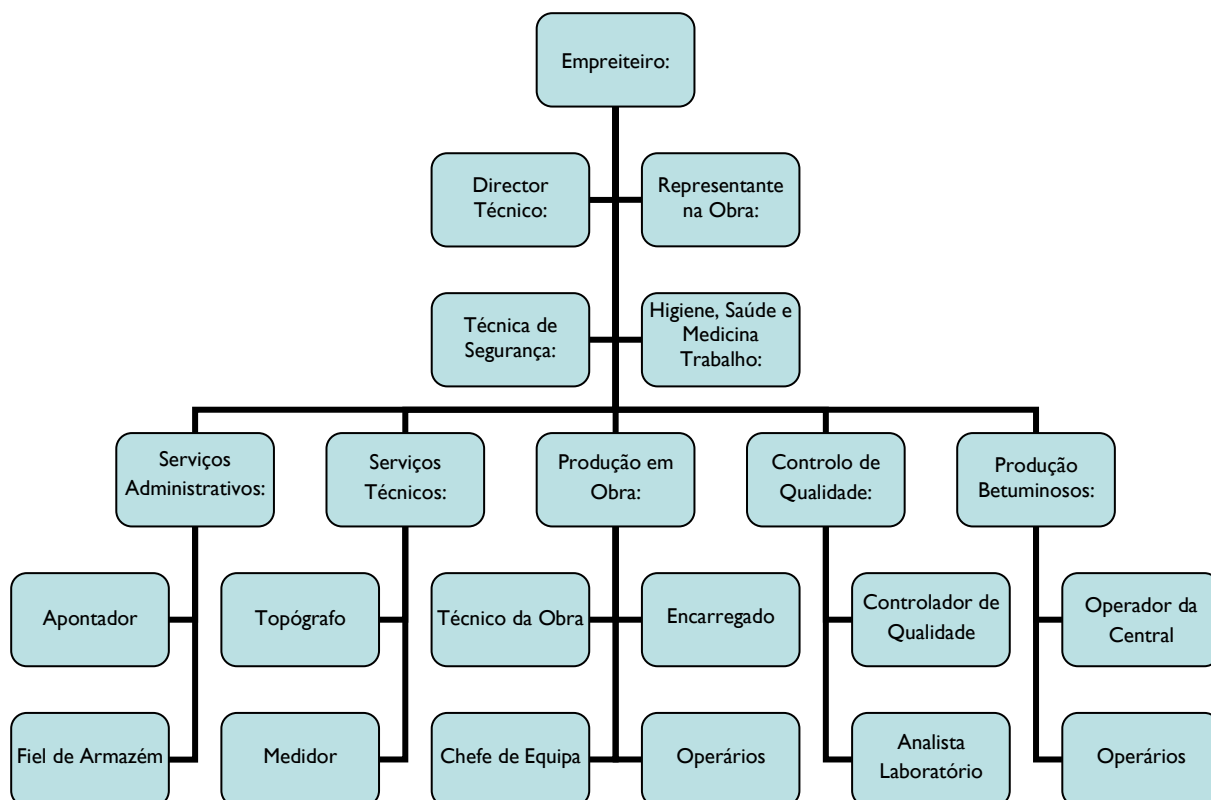 Empreiteiro:
Director
Técnico:
Representante
na Obra:
Técnica de
Segurança:
Higiene, Saúde e
Medicina
Trabalho:
Serviços
Administrativos:
Serviços
Técnicos:
Produção em
Obra:
Controlo de
Qualidade:
Produção
Betuminosos:
Apontador
Topógrafo
Técnico da Obra
Encarregado
Controlador de
Qualidade
Operador da
Central
Fiel de Armazém
Medidor
Chefe de Equipa
Operários
Analista
Laboratório
Operários